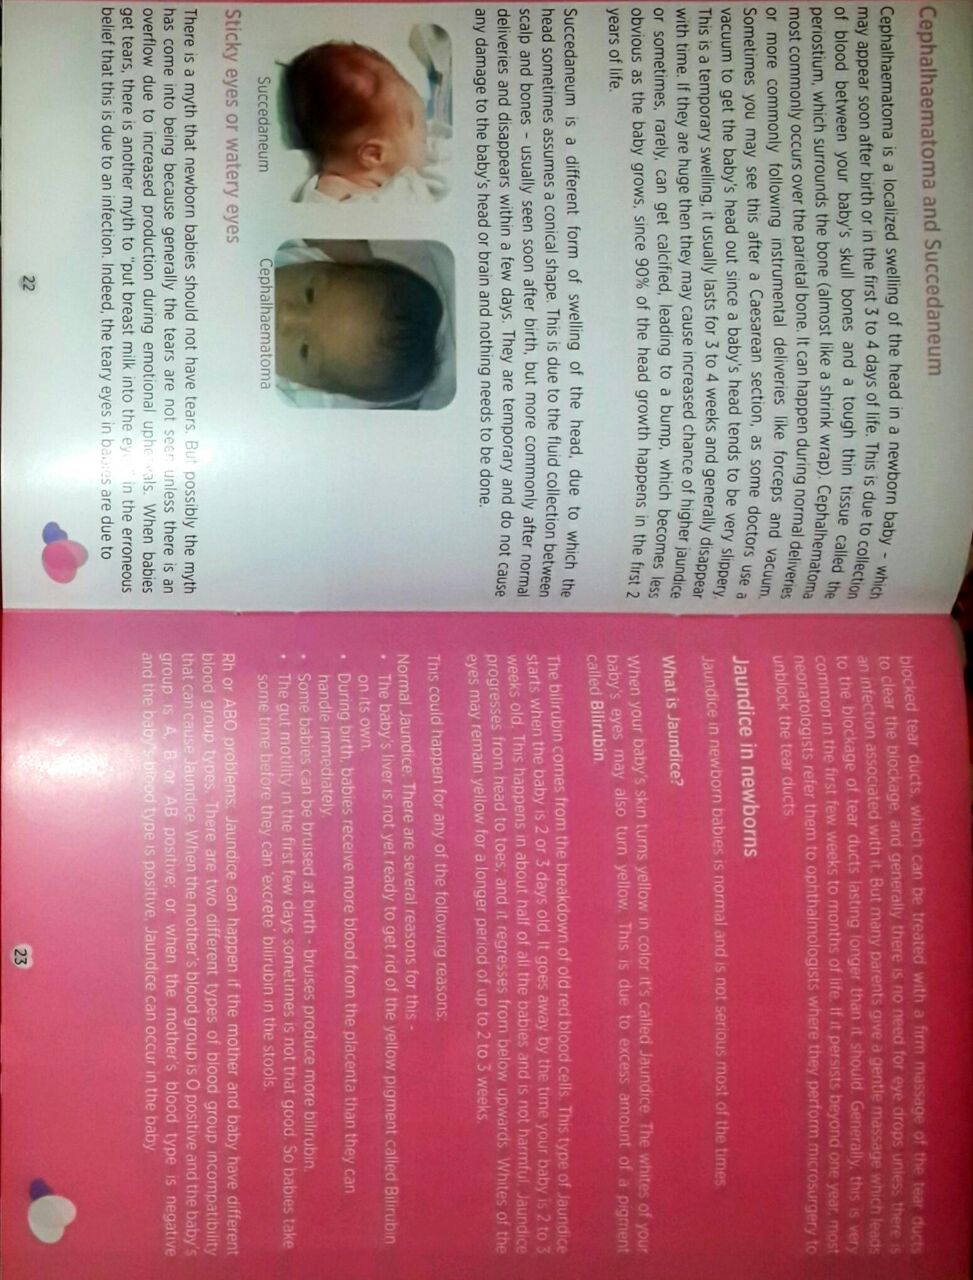 Cephalhaematoma and Succedaneum
Cephalhaematoma is a localized swelling of the head in a newborn baby - which
may appear soon after birth or in the first 3 to 4 days of life. This is due to collection
of blood between your baby's skull bones and a tough thin tissue called the
periostium, which surrounds the bone (almost like a shrink wrap). Cephalhematoma
most commonly occurs over the parietal bone. It can happen during normal deliveries
or more commonly following instrumental deliveries like forceps and vacuum.
Sometimes you may see this after a Caesarean section, as some doctors use a
vacuum to get the baby's head out since a baby's head tends to be very slippery.
This is a temporary swelling, it usually lasts for 3 to 4 weeks and generally disappear
with time. If they are huge then they may cause increased chance of higher jaundice
or sometimes, rarely, can get calcified, leading to a bump, which becomes less
obvious as the baby grows, since 90% of the head growth happens in the first 2
years of life.
Succedaneum is a different form of swelling of the head, due to which the
head sometimes assumes a conical shape. This is due to the fluid collection between
scalp and bones - usually seen soon after birth, but more commonly after normal
deliveries and disappears within a few days. They are temporary and do not cause
any damage to the baby's head or brain and nothing needs to be done.
Succedaneum
Cephalhaematoma
Sticky eyes or watery eyes
There is a myth that newborn babies should not have tears. But possibly the myth
has come into being because generally the tears are not seen unless there is an
overflow due to increased production during emotional upheavals. When babies
get tears, there is another myth to "put breast milk into the eyes" in the erroneous
belief that this is due to an infection. Indeed, the teary eyes in babies are due to
22
blocked tear ducts, which can be treated with a firm massage of the tear ducts
to clear the blockage, and generally there is no need for eye drops unless there is
an infection associated with it. But many parents give a gentle massage which leads
to the blockage of tear ducts lasting longer than it should. Generally, this is very
common in the first few weeks to months of life. If it persists beyond one year, most
neonatologists refer them to ophthalmologists where they perform microsurgery to
unblock the tear ducts
Jaundice in newborns
Jaundice in newborn babies is normal and is not serious most of the times
What is Jaundice?
When your baby's skin turns yellow in color it's called Jaundice. The whites of your
baby's eyes may also turn yellow. This is due to excess amount of a pigment
called Bilirubin.
The bilirubin comes from the breakdown of old red blood cells. This type of Jaundice
starts when the baby is 2 or 3 days old. It goes away by the time your baby is 2 to 3
weeks old. This happens in about half of all the babies and is not harmful. Jaundice
progresses from head to toes, and it regresses from below upwards. Whites of the
eyes may remain yellow for a longer period of up to 2 to 3 weeks.
This could happen for any of the following reasons:
Normal Jaundice: There are several reasons for this -
• The baby's liver is not yet ready to get rid of the yellow pigment called Bilirubin
on its own.
• During birth, babies receive more blood from the placenta than they can
handle immediately.
• Some babies can be bruised at birth - bruises produce more bilirubin.
• The gut motility in the first few days sometimes is not that good. So babies take
some time before they can 'excrete' bilirubin in the stools.
Rh or ABO problems: Jaundice can happen if the mother and baby have different
blood group types. There are two different types of blood group incompatibility
that can cause Jaundice. When the mother's blood group is O positive and the baby's
group is A, B or AB positive; or when the mother's blood type is negative
and the baby's blood type is positive, Jaundice can occur in the baby
23